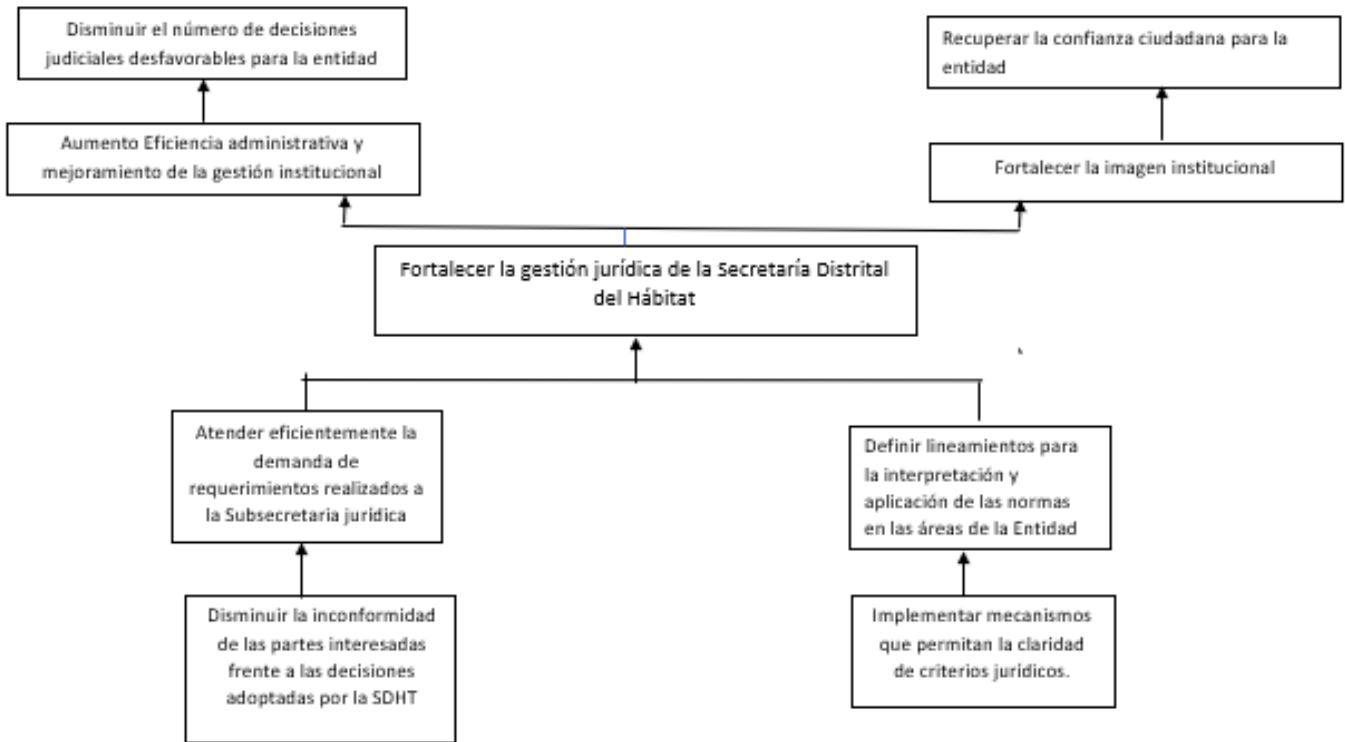 Disminuir el número de decisiones
judiciales desfavorables para la entidad
Recuperar la confianza ciudadana para la
entidad
Aumento Eficiencia administrativa y
mejoramiento de la gestión institucional
Fortalecer la imagen institucional
Fortalecer la gestión jurídica de la Secretaría Distrital
del Hábitat
Atender eficientemente la
demanda de
requerimientos realizados a
la Subsecretaria jurídica
Definir lineamientos para
la interpretación y
aplicación de las normas
en las áreas de la Entidad
Disminuir la inconformidad
de las partes interesadas
frente a las decisiones
adoptadas por la SDHT
Implementar mecanismos
que permitan la claridad
de criterios jurídicos.